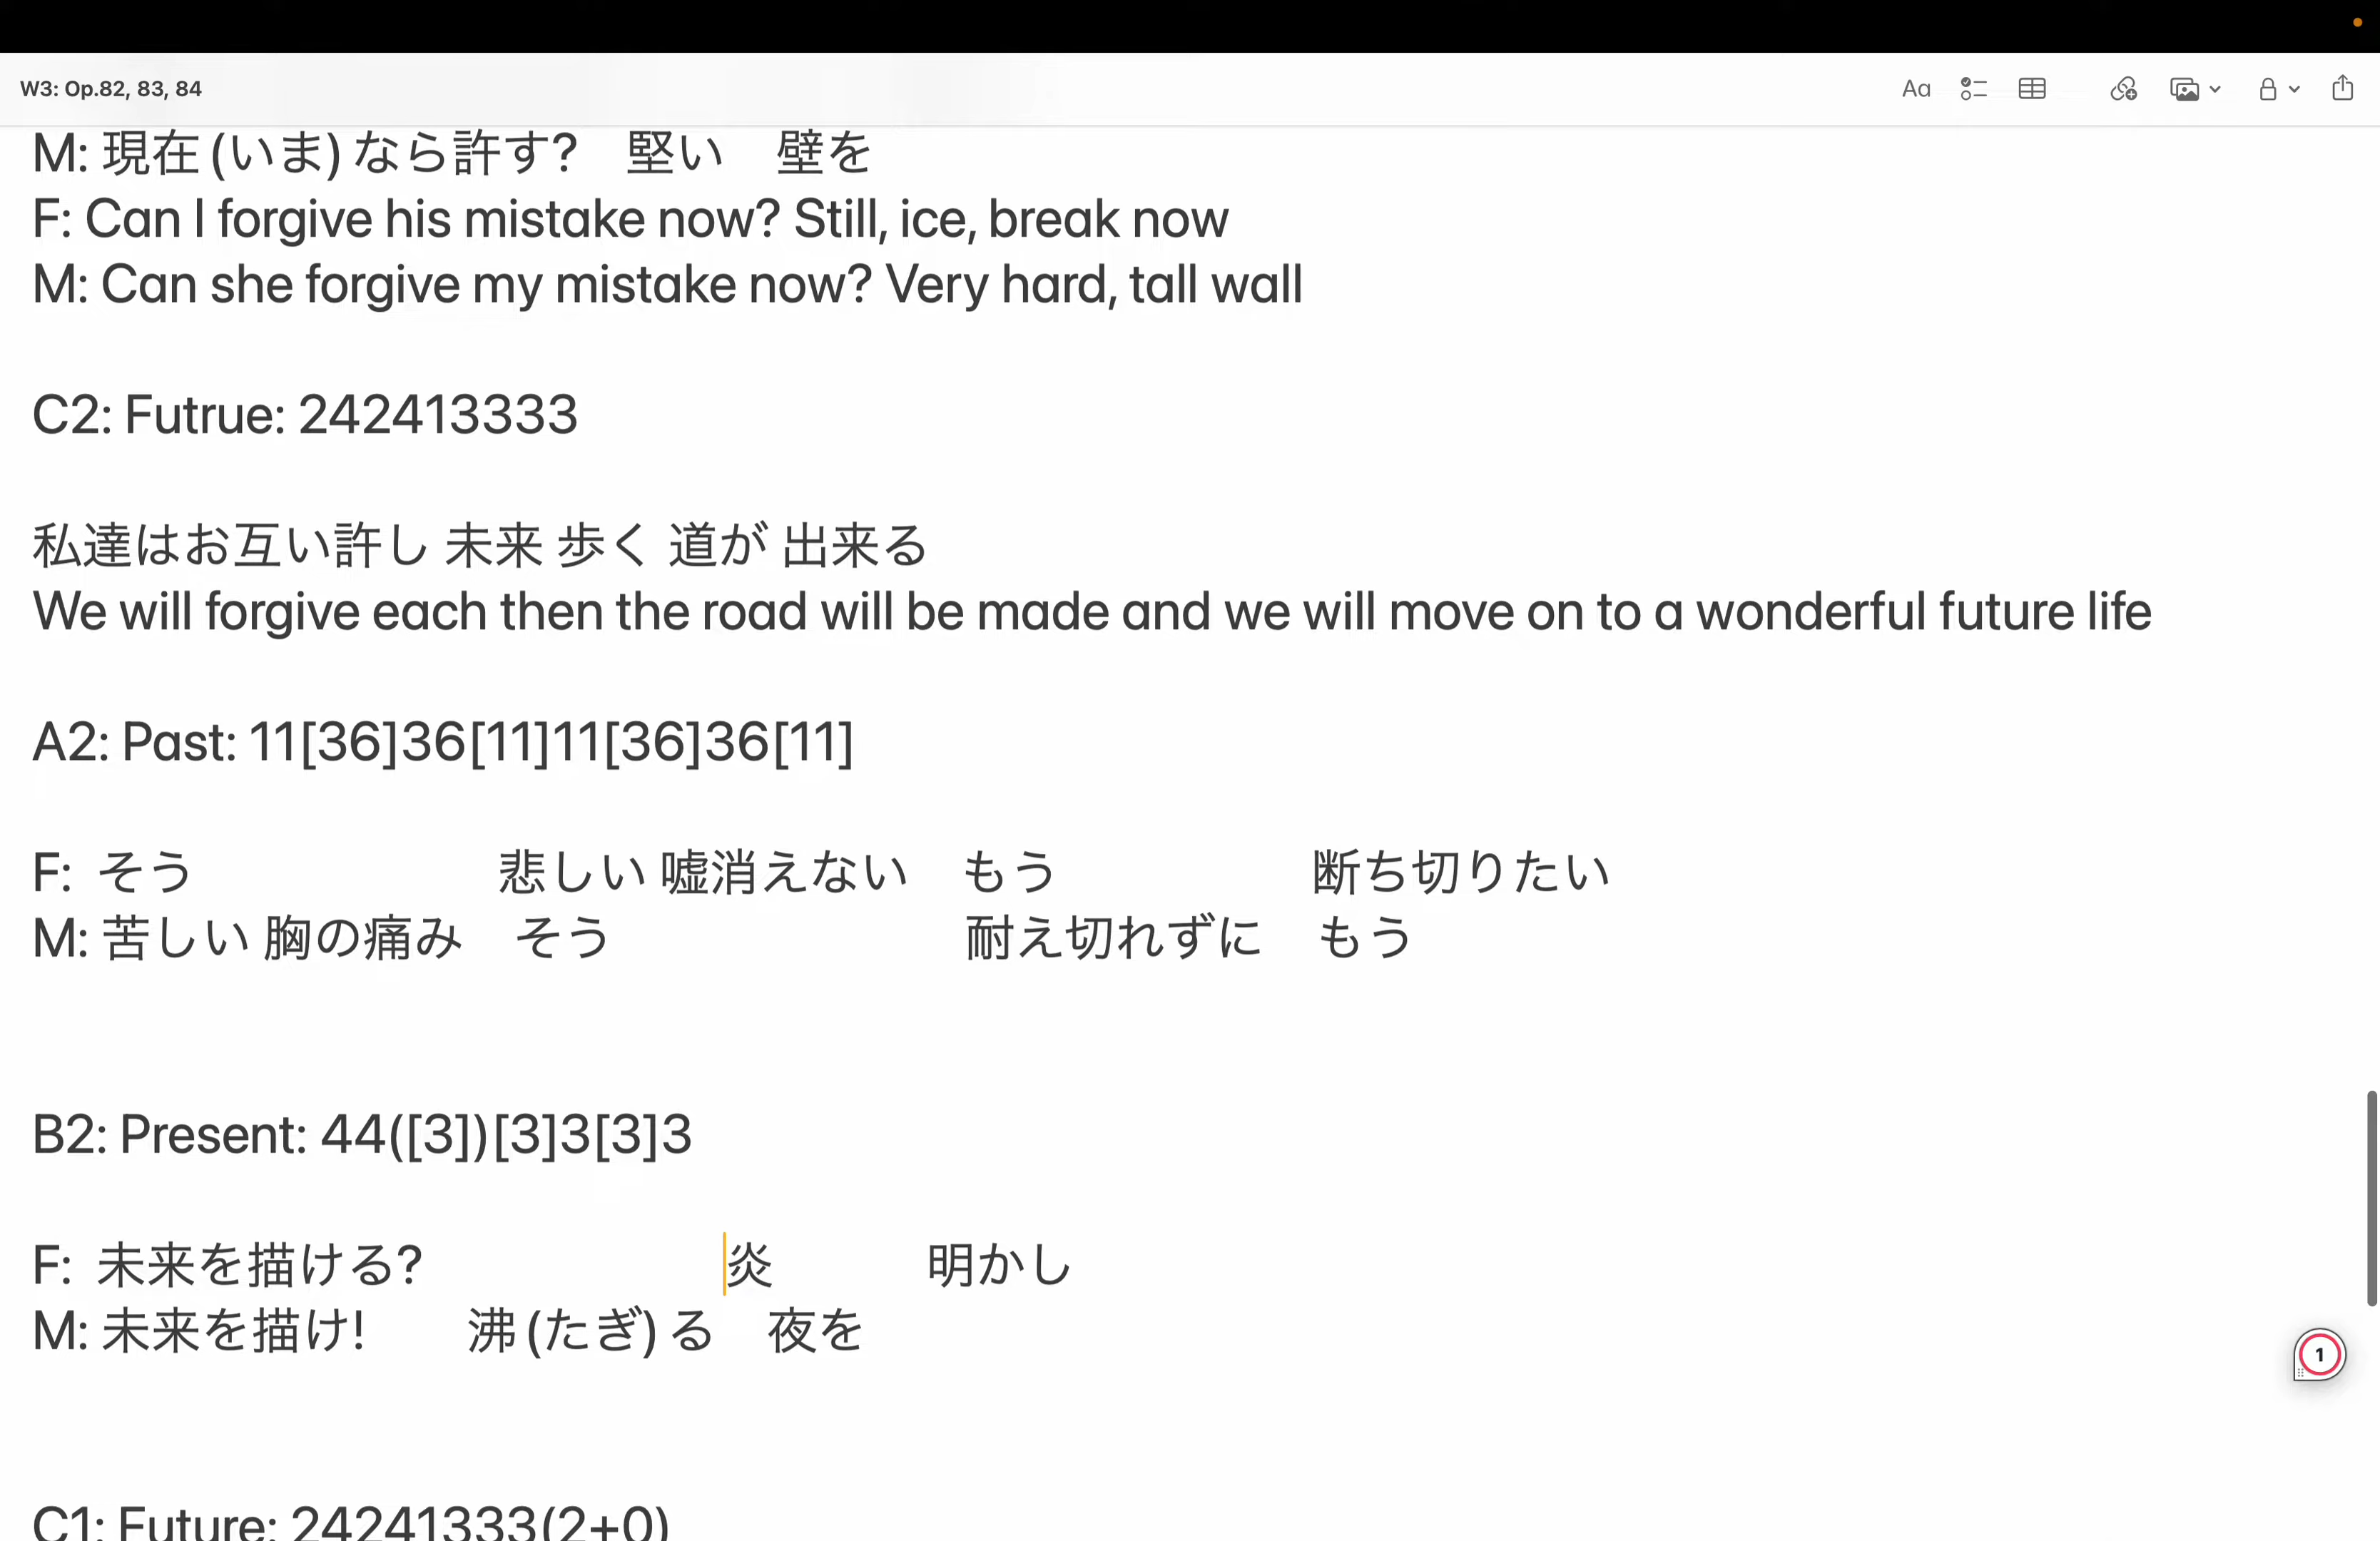 W3: Op.82, 83, 84
Aa
M: 現在(いま)なら許す?　堅い　壁を
F: Can I forgive his mistake now? Still, ice, break now
M: Can she forgive my mistake now? Very hard, tall wall
C2: Futrue: 242413333
私達はお互い許し 未来 歩く 道が 出来る
We will forgive each then the road will be made and we will move on to a wonderful future life
A2: Past: 11[36]36[11]11[36]36[11]
F: そう　悲しい 嘘消えない　もう　断ち切りたい
M: 苦しい 胸の痛み　そう　耐え切れずに　もう
B2: Present: 44([3])[3]3[3]3
F: 未来を描ける?　炎　明かし
M: 未来を描け!　沸(たぎ)る　夜を
1
C1: Future: 24241333(2+0)